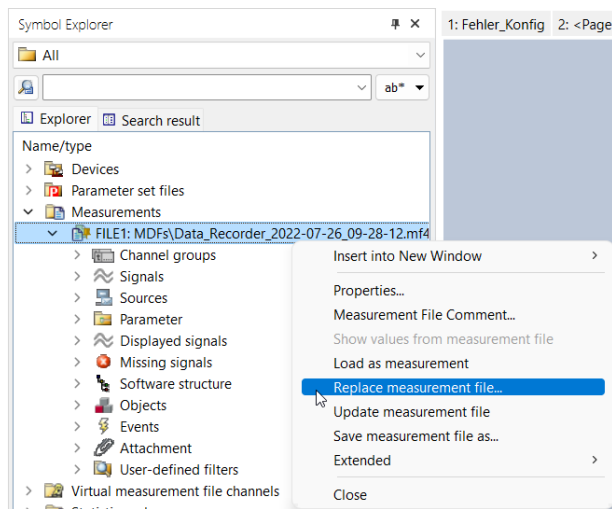 Symbol Explorer
1: Fehler_Konfig 2: <Page
All
ab*
Explorer Search result
Name/type
Devices
Parameter set files
Measurements
FILE1: MDFs\Data_Recorder_2022-07-26_09-28-12.mf4
Channel groups
Signals
Sources
Parameter
Displayed signals
Missing signals
Software structure
Objects
Events
Attachment
User-defined filters
Virtual measurement file channels
Insert into New Window
Properties...
Measurement File Comment...
Show values from measurement file
Load as measurement
Replace measurement file...
Update measurement file
Save measurement file as...
Extended
Close